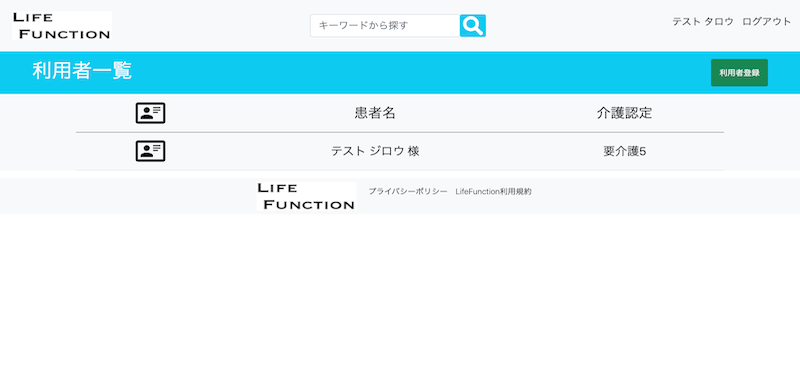 LIFE
FUNCTION
キーワードから探す
テスト タロウ ログアウト
利用者一覧
利用者登録
患者名 介護認定
テスト ジロウ 様 要介護5
LIFE
FUNCTION
プライバシーポリシー LifeFunction利用規約